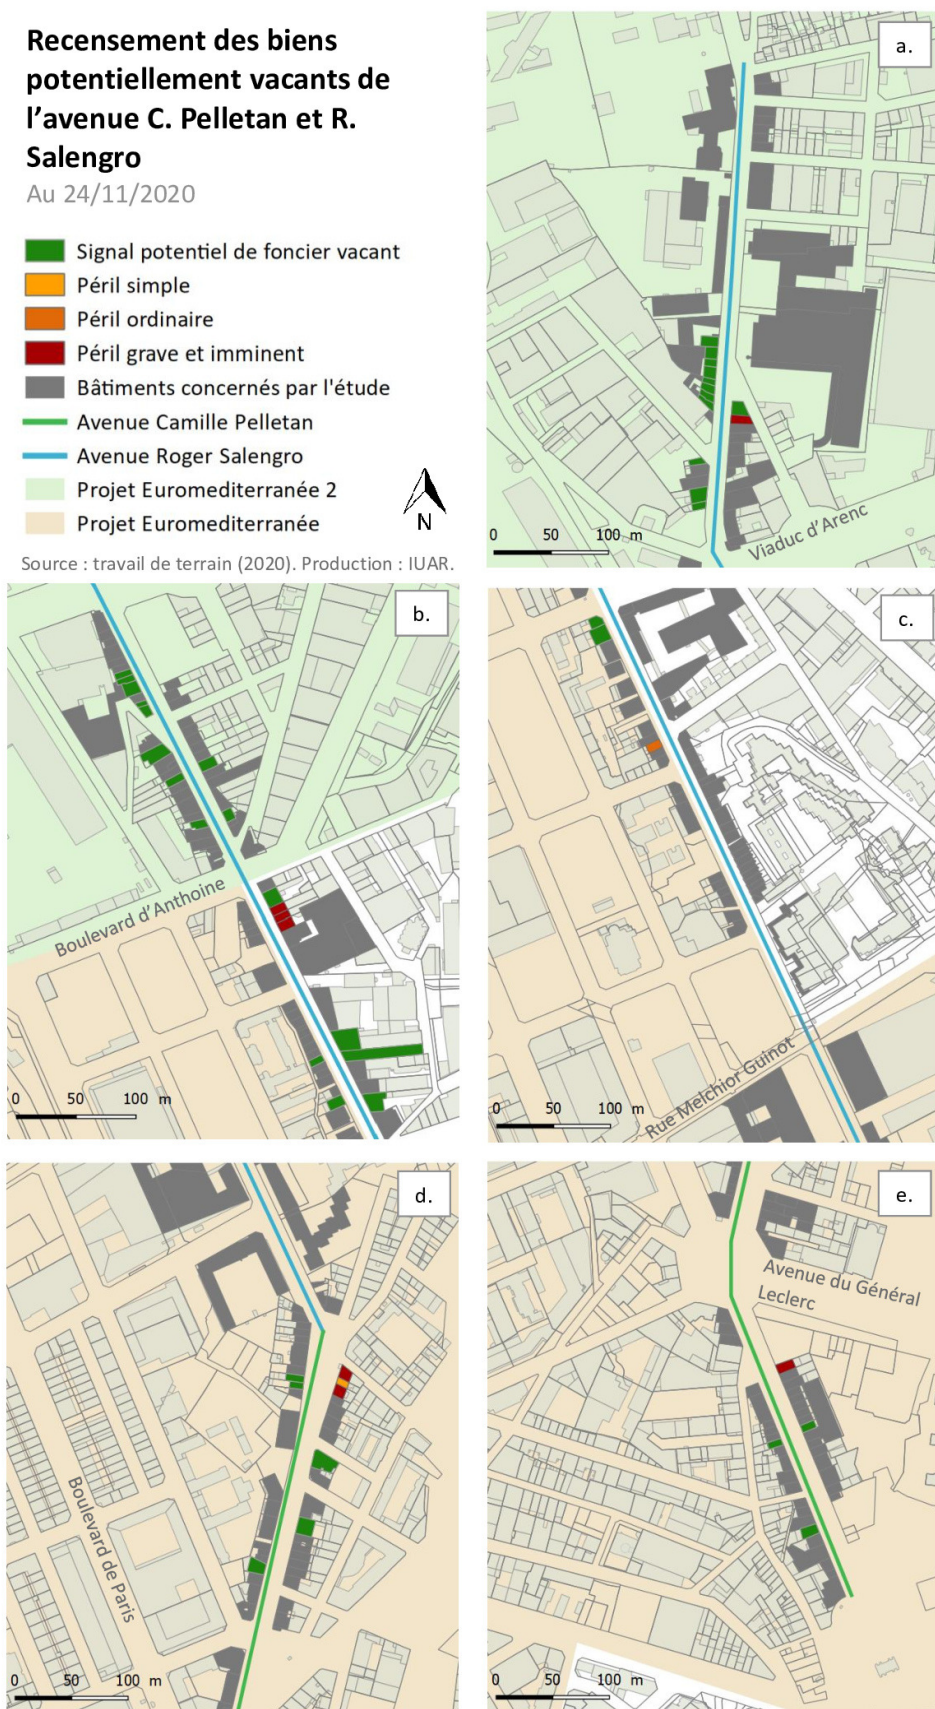 Recensement des biens
potentiellement vacants de
l’avenue C. Pelletan et R.
Salengro
Au 24/11/2020
Signal potentiel de foncier vacant
Péril simple
Péril ordinaire
Péril grave et imminent
Bâtiments concernés par l'étude
Avenue Camille Pelletan
Avenue Roger Salengro
Projet Euromediterranée 2
Projet Euromediterranée
N
Source : travail de terrain (2020). Production : IUAR.
a.
Viaduc d’Arenc
0 50 100 m
b.
Boulevard d’Anthoine
0 50 100 m
c.
Rue Melchior Guinot
0 50 100 m
d.
Boulevard de Paris
0 50 100 m
e.
Avenue du Général
Leclerc
0 50 100 m